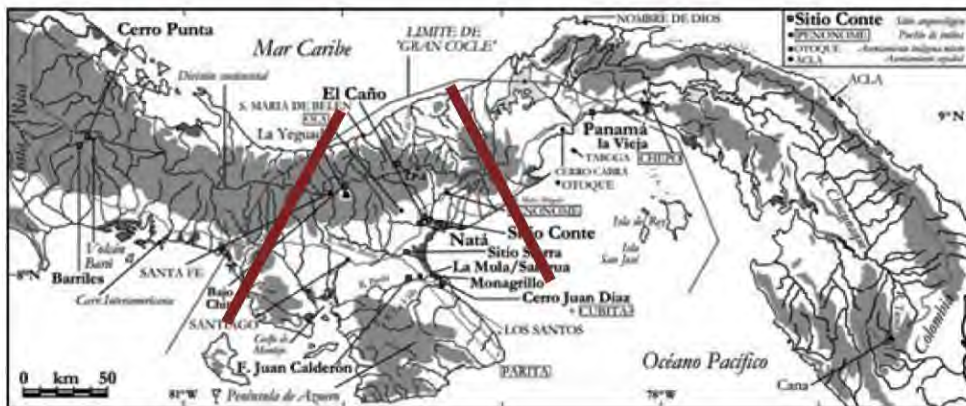 Cerro Punta
Mar Caribe
NOMBRE DE DIOS
Sitio Conte
Sitio arqueológico
PENONOME
Pueblo de indios
OTOQUE
Asentamiento indígena
ACLA
Asentamiento español
LIMITE DE
'GRAN COCLE'
División continental
El Caño
S. MARIA DE BELEN
La Yeguada
ACLA
9°N
Panamá
la Vieja
TABOGA
CHEPO
CERRO CABRA
OTOQUE
Isla del Rey
Isla
San José
Chucunaque
Colombia
Cana
Sitio Conte
Natá
Sitio Sierra
La Mula/Sarigua
Monagrillo
Cerro Juan Díaz
CUBITA
LOS SANTOS
PARITA
Océano Pacífico
Volcán
Barú
8°N
Barriles
SANTA FE
Carr. Interamericana
Bajo
SANTIAGO
Golfo de
Montijo
F. Juan Calderón
Península de Azuero
0 km 50
81°W
78°W